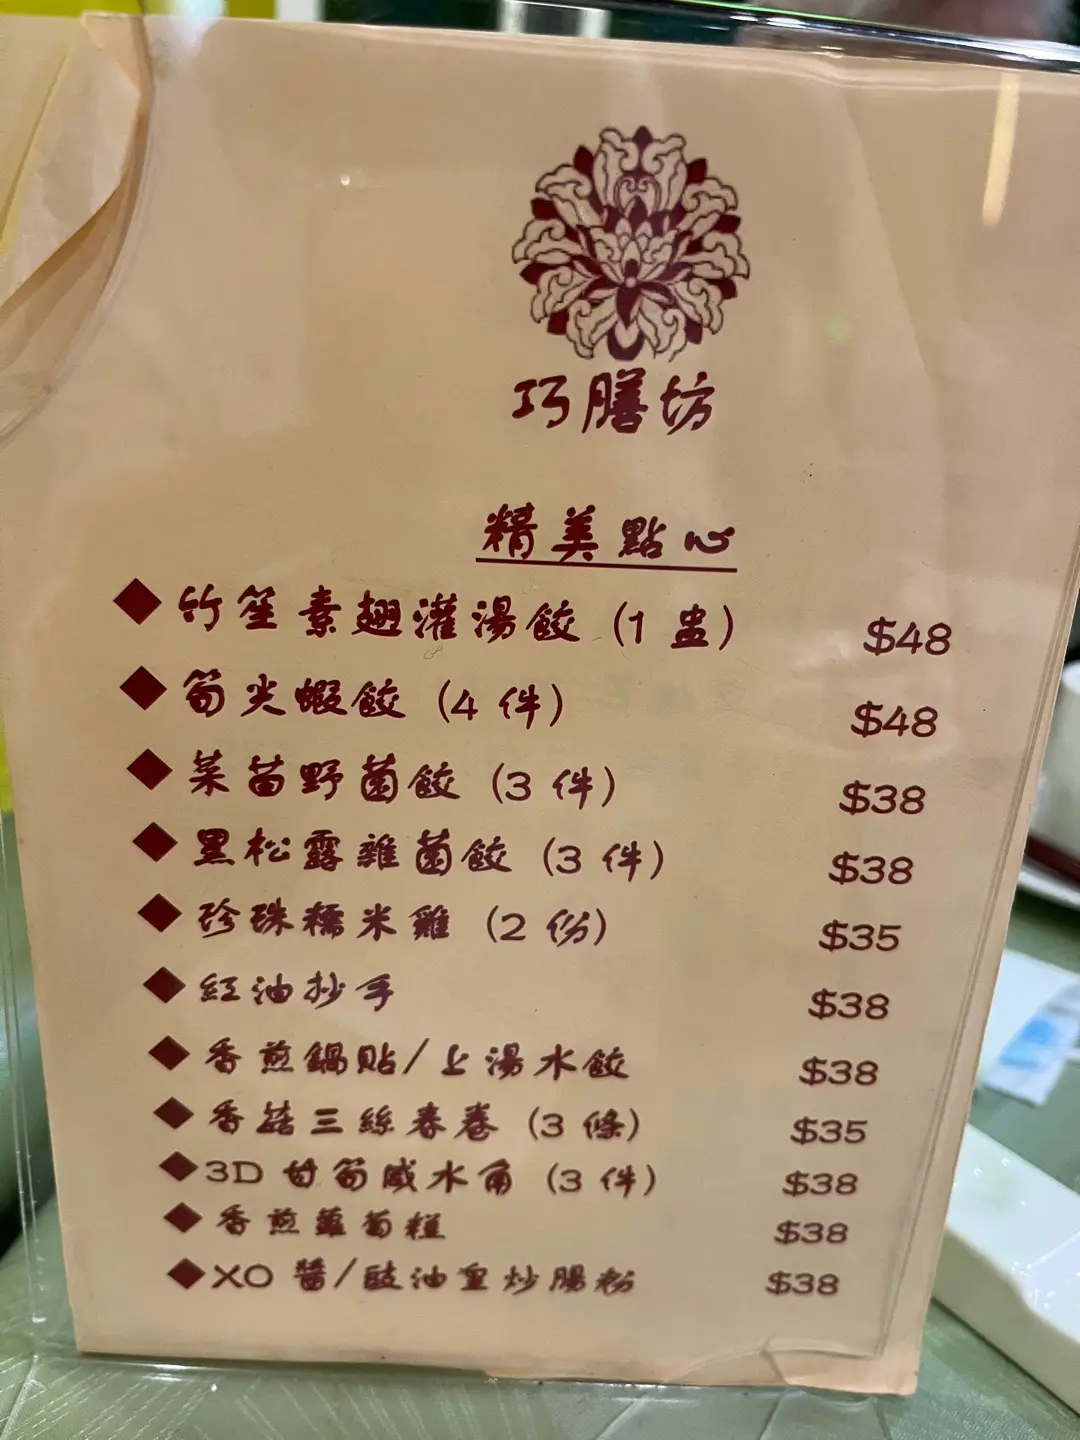 巧膳坊
精美點心
◆竹笙素翅灌湯餃 (1 盅) $48
◆筍尖蝦餃 (4 件) $48
◆菜苗野菌餃 (3 件) $38
◆黑松露雜菌餃 (3 件) $38
◆珍珠糯米雞 (2 份) $35
◆紅油抄手 $38
◆香煎鍋貼/上湯水餃 $38
◆香菇三絲春卷 (3 條) $35
◆3D 甘筍咸水角 (3 件) $38
◆香煎蘿蔔糕 $38
◆XO 醬/豉油皇炒腸粉 $38